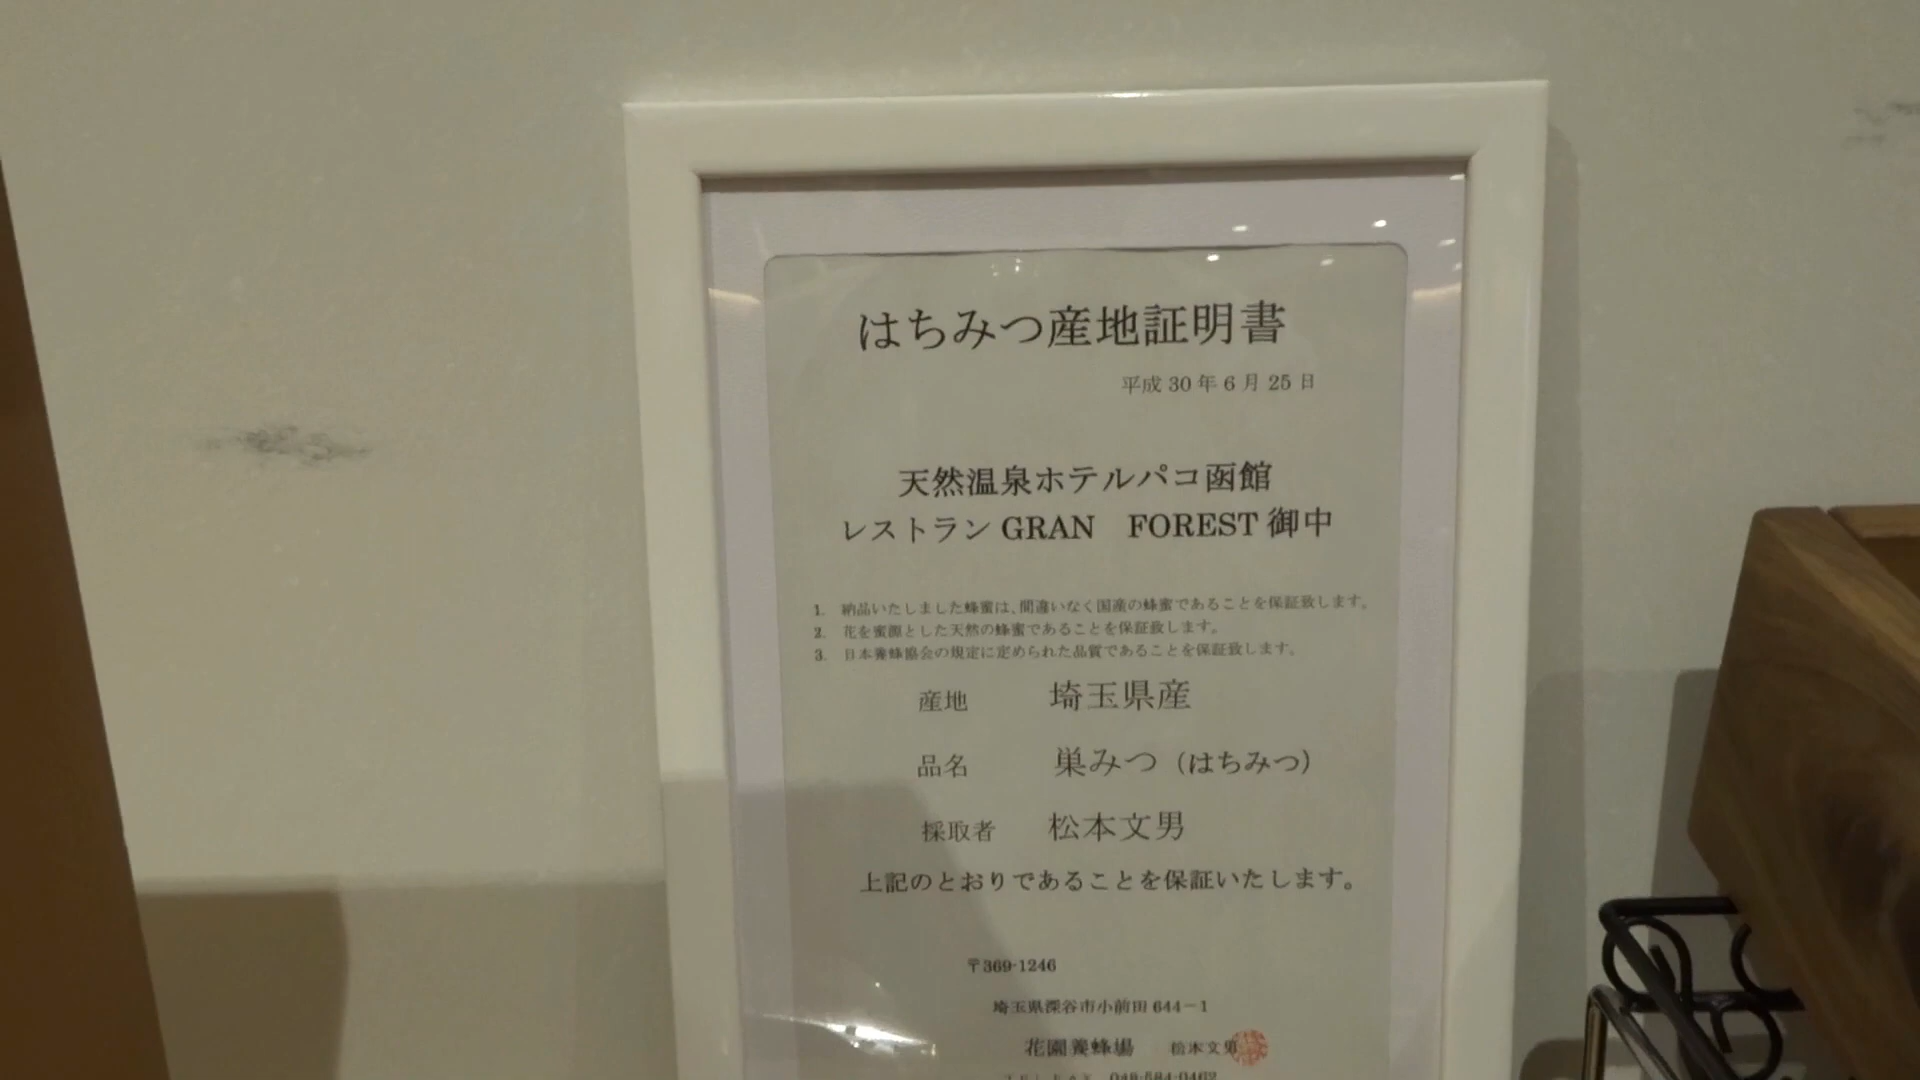 はちみつ産地証明書
平成30年6月25日
天然温泉ホテルパコ函館
レストランGRAN FOREST御中
1. 納品いたしました蜂蜜は、間違いなく国産の蜂蜜であることを保証致します。
2. 花を蜜源とした天然の蜂蜜であることを保証致します。
3. 日本養蜂協会の規定に定められた品質であることを保証致します。
産地 埼玉県産
品名 巣みつ（はちみつ）
採取者 松本文男
上記のとおりであることを保証いたします。
〒369-1246
埼玉県深谷市小前田644－1
花園養蜂場 松本文男
048-584-0462